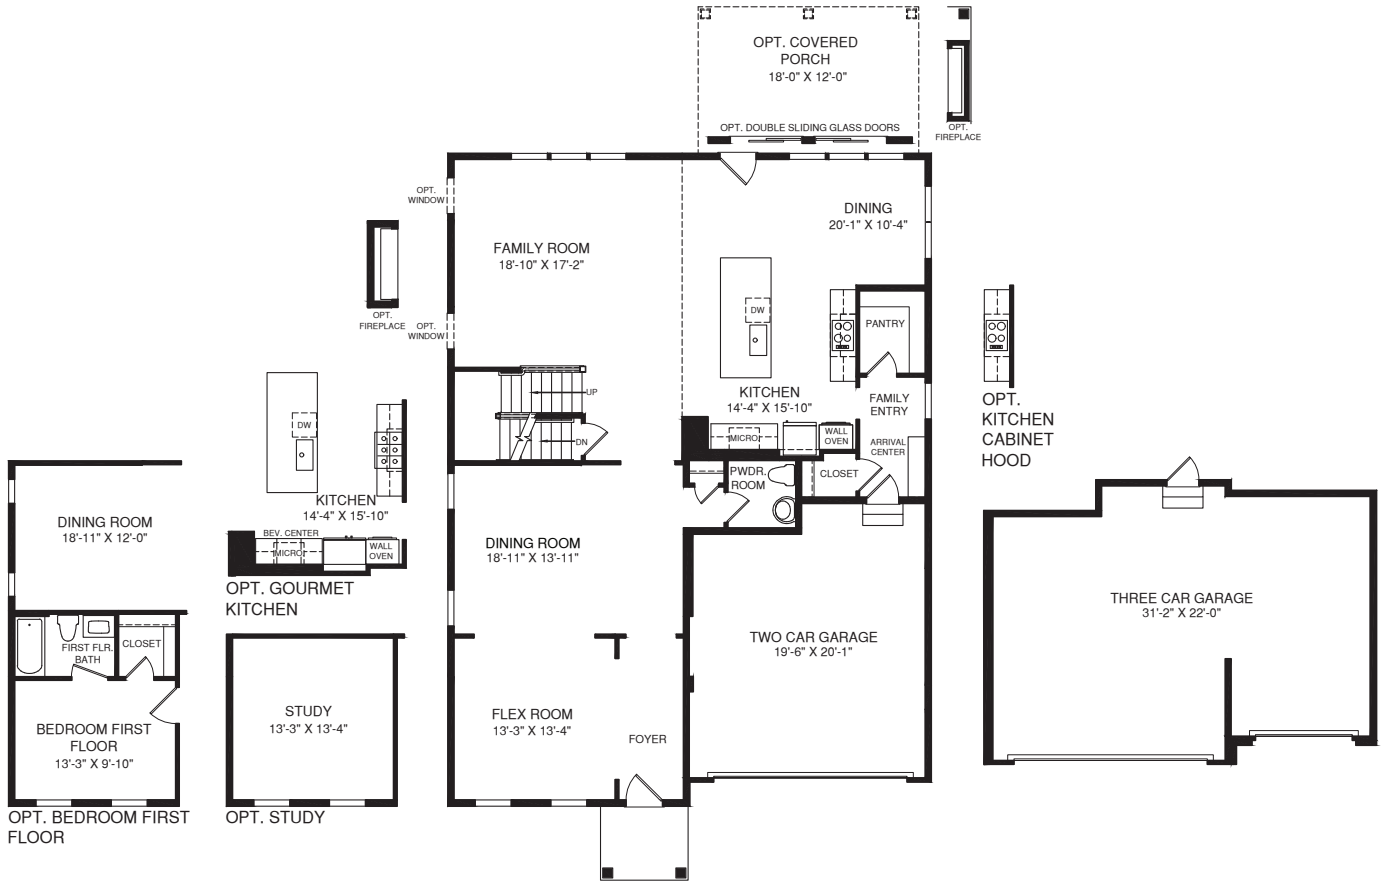 OPT. COVERED
PORCH
18'-0" X 12'-0"
OPT. DOUBLE SLIDING GLASS DOORS
OPT.
FIREPLACE
OPT.
WINDOW
DINING
20'-1" X 10'-4"
FAMILY ROOM
18'-10" X 17'-2"
OPT.
FIREPLACE
OPT.
WINDOW
DW
PANTRY
UP
DN
KITCHEN
14'-4" X 15'-10"
FAMILY
ENTRY
MICRO
WALL
OVEN
ARRIVAL
CENTER
CLOSET
PWDR.
ROOM
OPT.
KITCHEN
CABINET
HOOD
DW
KITCHEN
14'-4" X 15'-10"
BEV. CENTER
MICRO
WALL
OVEN
OPT. GOURMET
KITCHEN
DINING ROOM
18'-11" X 12'-0"
FIRST FLR.
BATH
CLOSET
BEDROOM FIRST
FLOOR
13'-3" X 9'-10"
OPT. BEDROOM FIRST
FLOOR
STUDY
13'-3" X 13'-4"
OPT. STUDY
DINING ROOM
18'-11" X 13'-11"
FLEX ROOM
13'-3" X 13'-4"
FOYER
TWO CAR GARAGE
19'-6" X 20'-1"
THREE CAR GARAGE
31'-2" X 22'-0"